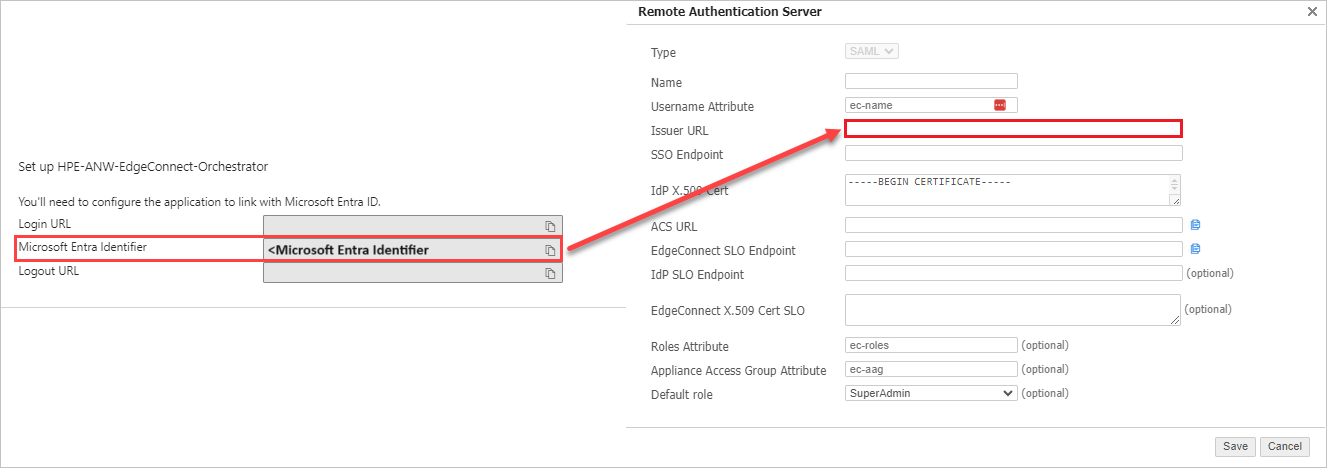 Set up HPE-ANW-EdgeConnect-Orchestrator
You'll need to configure the application to link with Microsoft Entra ID.
Login URL
Microsoft Entra Identifier <Microsoft Entra Identifier
Logout URL
Remote Authentication Server
Type SAML
Name
Username Attribute ec-name
Issuer URL
SSO Endpoint
IdP X.509 Cert -----BEGIN CERTIFICATE-----
ACS URL
EdgeConnect SLO Endpoint
IdP SLO Endpoint (optional)
EdgeConnect X.509 Cert SLO (optional)
Roles Attribute ec-roles (optional)
Appliance Access Group Attribute ec-aag (optional)
Default role SuperAdmin (optional)
Save Cancel